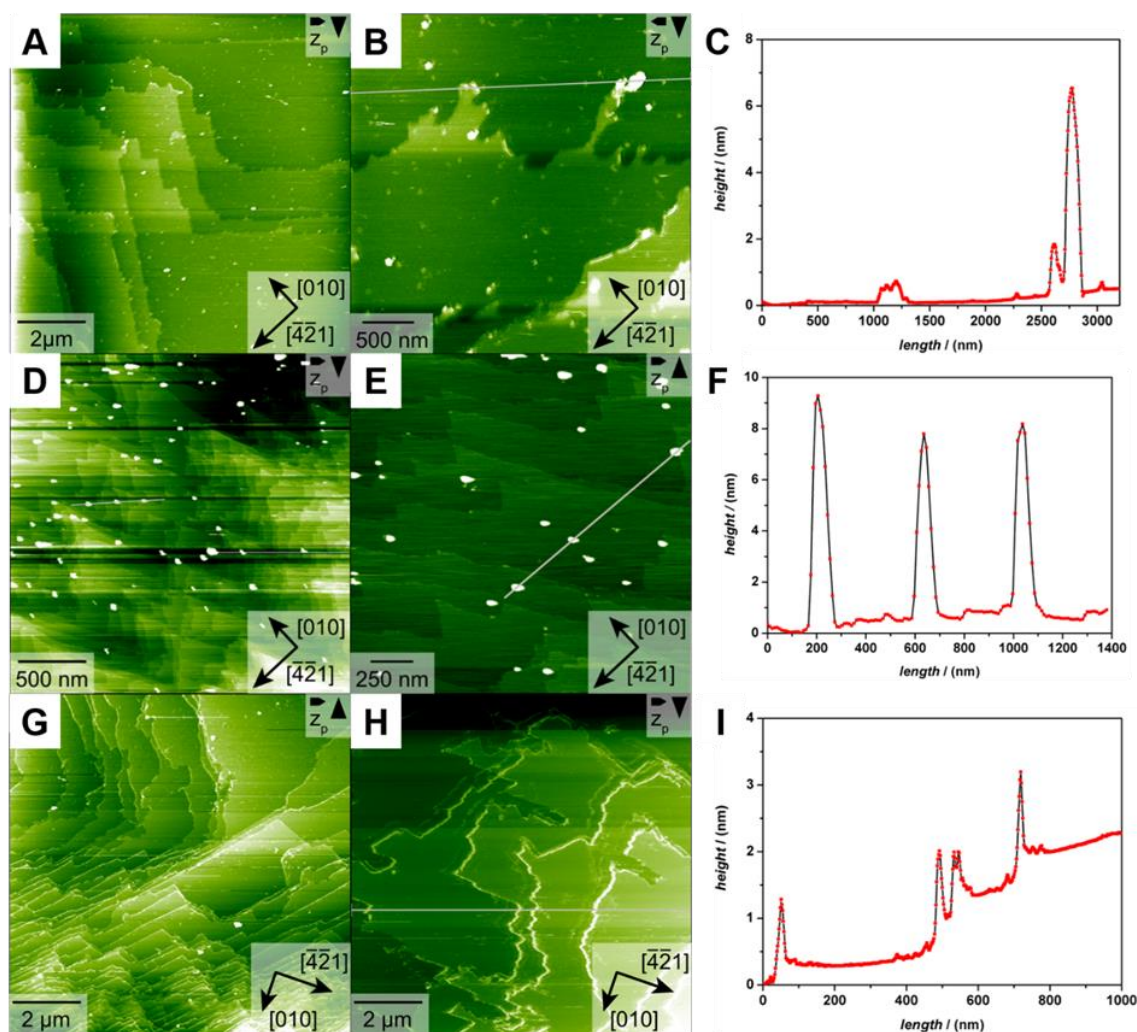 A
z_p
[010]
[4̅2̅1]
2µm
B
z_p
[010]
[4̅2̅1]
500 nm
C
height / (nm)
8
6
4
2
0
0 500 1000 1500 2000 2500 3000
length / (nm)
D
z_p
[010]
[4̅2̅1]
500 nm
E
z_p
[010]
[4̅2̅1]
250 nm
F
height / (nm)
10
8
6
4
2
0
0 200 400 600 800 1000 1200 1400
length / (nm)
G
z_p
[4̅2̅1]
[010]
2 µm
H
z_p
[4̅2̅1]
[010]
2 µm
I
height / (nm)
4
3
2
1
0
0 200 400 600 800 1000
length / (nm)